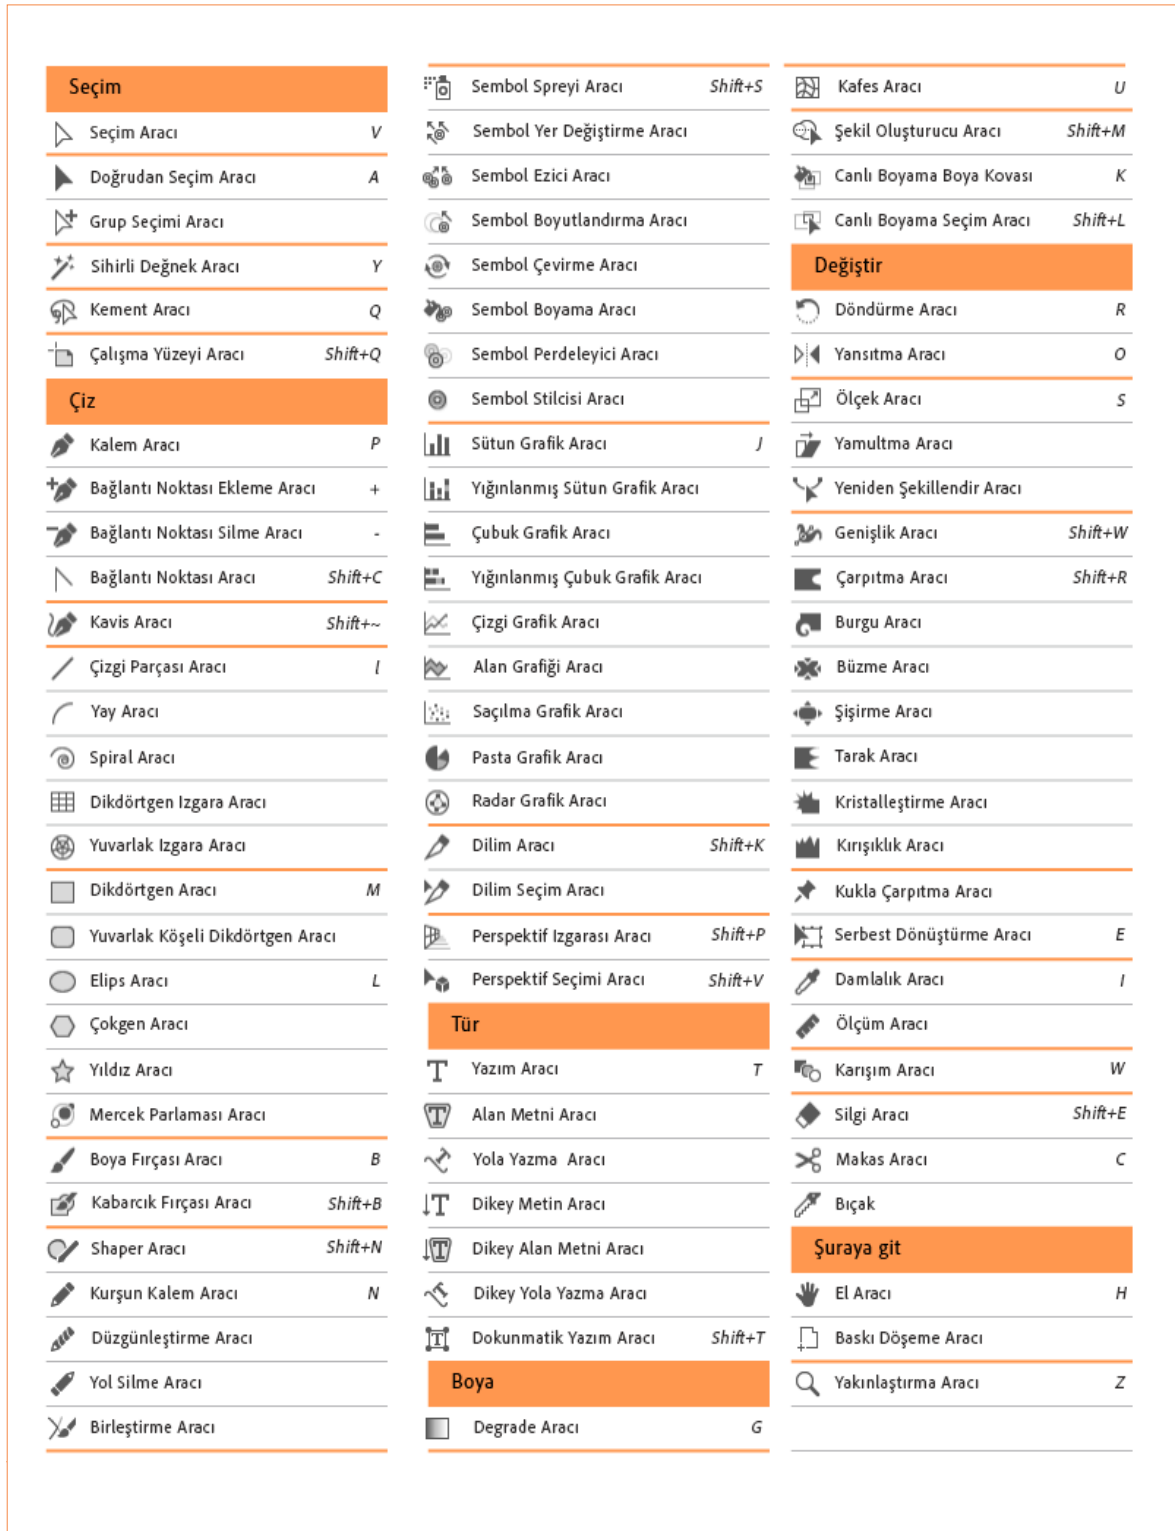 Seçim
Seçim Aracı V
Doğrudan Seçim Aracı A
Grup Seçimi Aracı
Sihirli Değnek Aracı Y
Kement Aracı Q
Çalışma Yüzeyi Aracı Shift+Q
Çiz
Kalem Aracı P
Bağlantı Noktası Ekleme Aracı +
Bağlantı Noktası Silme Aracı -
Bağlantı Noktası Aracı Shift+C
Kavis Aracı Shift+~
Çizgi Parçası Aracı l
Yay Aracı
Spiral Aracı
Dikdörtgen Izgara Aracı
Yuvarlak Izgara Aracı
Dikdörtgen Aracı M
Yuvarlak Köşeli Dikdörtgen Aracı
Elips Aracı L
Çokgen Aracı
Yıldız Aracı
Mercek Parlaması Aracı
Boya Fırçası Aracı B
Kabarcık Fırçası Aracı Shift+B
Shaper Aracı Shift+N
Kurşun Kalem Aracı N
Düzgünleştirme Aracı
Yol Silme Aracı
Birleştirme Aracı
Sembol Spreyi Aracı Shift+S
Sembol Yer Değiştirme Aracı
Sembol Ezici Aracı
Sembol Boyutlandırma Aracı
Sembol Çevirme Aracı
Sembol Boyama Aracı
Sembol Perdeleyici Aracı
Sembol Stilcisi Aracı
Sütun Grafik Aracı J
Yığınlanmış Sütun Grafik Aracı
Çubuk Grafik Aracı
Yığınlanmış Çubuk Grafik Aracı
Çizgi Grafik Aracı
Alan Grafiği Aracı
Saçılma Grafik Aracı
Pasta Grafik Aracı
Radar Grafik Aracı
Dilim Aracı Shift+K
Dilim Seçim Aracı
Perspektif Izgarası Aracı Shift+P
Perspektif Seçimi Aracı Shift+V
Tür
Yazım Aracı T
Alan Metni Aracı
Yola Yazma Aracı
Dikey Metin Aracı
Dikey Alan Metni Aracı
Dikey Yola Yazma Aracı
Dokunmatik Yazım Aracı Shift+T
Boya
Degrade Aracı G
Kafes Aracı U
Şekil Oluşturucu Aracı Shift+M
Canlı Boyama Boya Kovası K
Canlı Boyama Seçim Aracı Shift+L
Değiştir
Döndürme Aracı R
Yansıtma Aracı O
Ölçek Aracı S
Yamultma Aracı
Yeniden Şekillendir Aracı
Genişlik Aracı Shift+W
Çarpıtma Aracı Shift+R
Burgu Aracı
Büzme Aracı
Şişirme Aracı
Tarak Aracı
Kristalleştirme Aracı
Kırışıklık Aracı
Kukla Çarpıtma Aracı
Serbest Dönüştürme Aracı E
Damlalık Aracı I
Ölçüm Aracı
Karışım Aracı W
Silgi Aracı Shift+E
Makas Aracı C
Bıçak
Şuraya git
El Aracı H
Baskı Döşeme Aracı
Yakınlaştırma Aracı Z